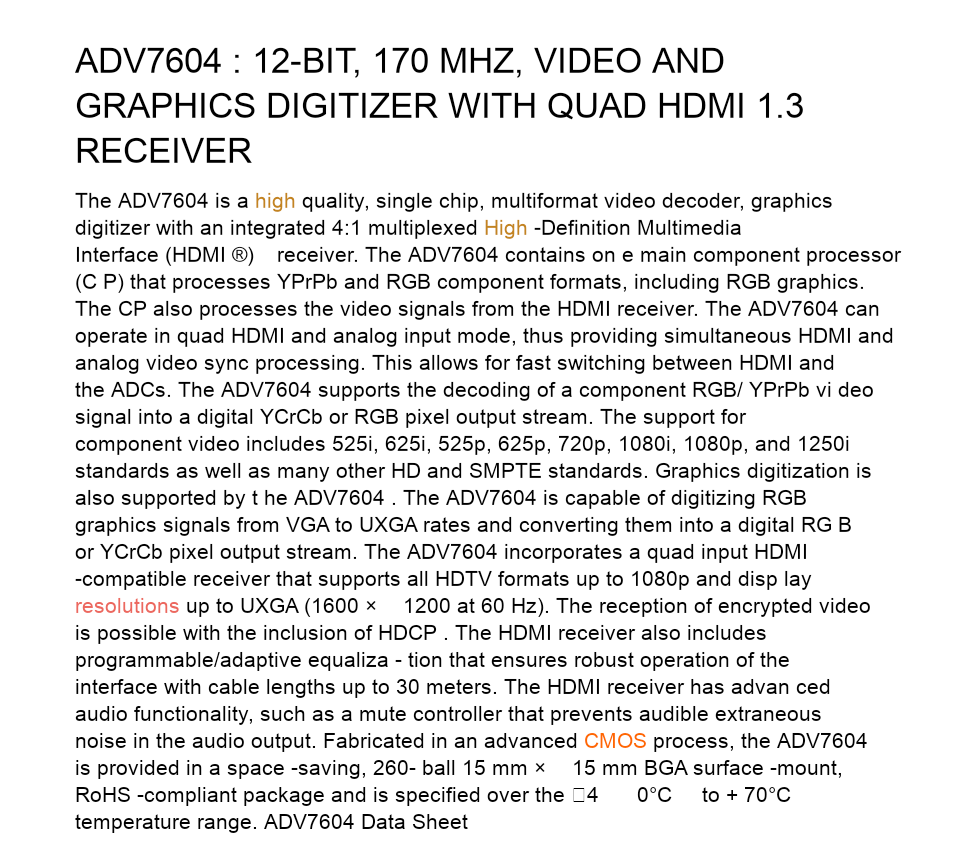 ADV7604 : 12-BIT, 170 MHZ, VIDEO AND
GRAPHICS DIGITIZER WITH QUAD HDMI 1.3
RECEIVER
The ADV7604 is a high quality, single chip, multiformat video decoder, graphics
digitizer with an integrated 4:1 multiplexed High -Definition Multimedia
Interface (HDMI ®) receiver. The ADV7604 contains on e main component processor
(C P) that processes YPrPb and RGB component formats, including RGB graphics.
The CP also processes the video signals from the HDMI receiver. The ADV7604 can
operate in quad HDMI and analog input mode, thus providing simultaneous HDMI and
analog video sync processing. This allows for fast switching between HDMI and
the ADCs. The ADV7604 supports the decoding of a component RGB/ YPrPb vi deo
signal into a digital YCrCb or RGB pixel output stream. The support for
component video includes 525i, 625i, 525p, 625p, 720p, 1080i, 1080p, and 1250i
standards as well as many other HD and SMPTE standards. Graphics digitization is
also supported by t he ADV7604 . The ADV7604 is capable of digitizing RGB
graphics signals from VGA to UXGA rates and converting them into a digital RG B
or YCrCb pixel output stream. The ADV7604 incorporates a quad input HDMI
-compatible receiver that supports all HDTV formats up to 1080p and disp lay
resolutions up to UXGA (1600 × 1200 at 60 Hz). The reception of encrypted video
is possible with the inclusion of HDCP . The HDMI receiver also includes
programmable/adaptive equaliza - tion that ensures robust operation of the
interface with cable lengths up to 30 meters. The HDMI receiver has advan ced
audio functionality, such as a mute controller that prevents audible extraneous
noise in the audio output. Fabricated in an advanced CMOS process, the ADV7604
is provided in a space -saving, 260- ball 15 mm × 15 mm BGA surface -mount,
RoHS -compliant package and is specified over the □4 0°C to + 70°C
temperature range. ADV7604 Data Sheet